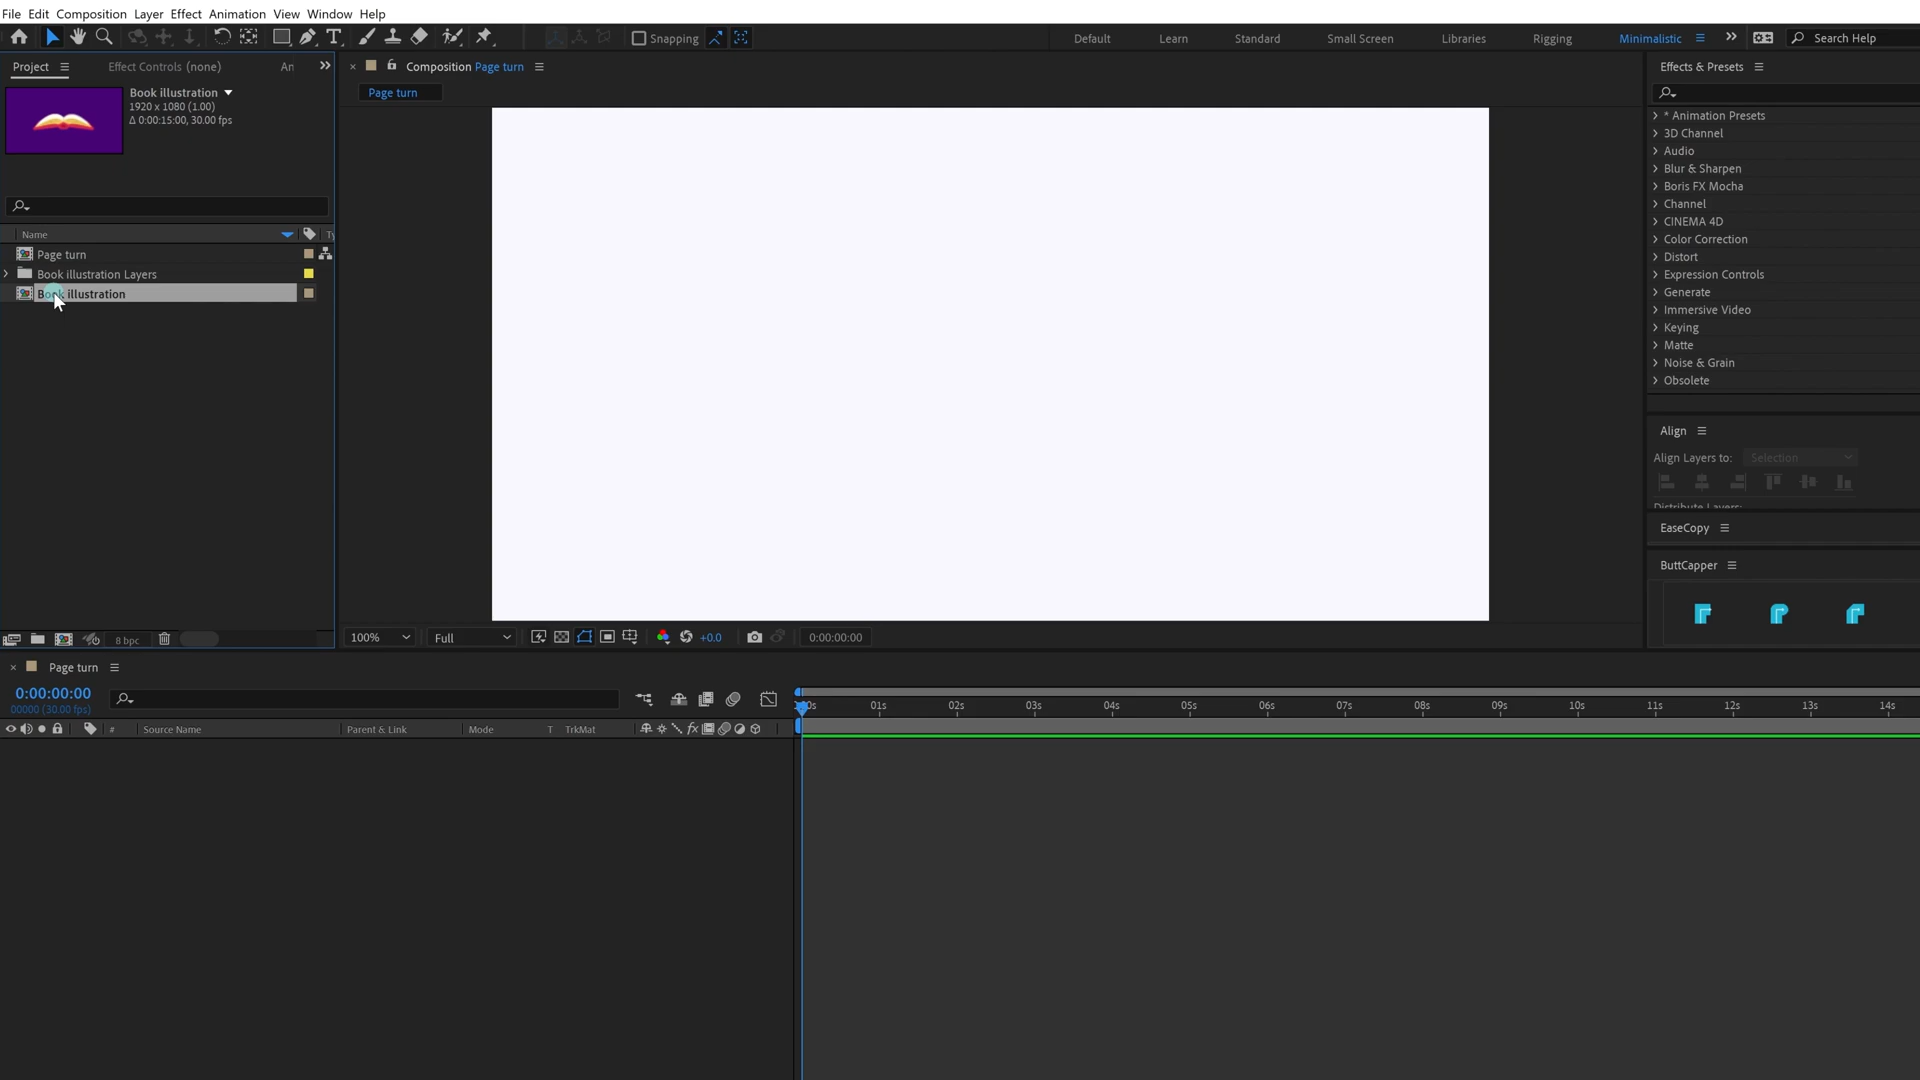 File Edit Composition Layer Effect Animation View Window Help
Snapping
Default Learn Standard Small Screen Libraries Rigging Minimalistic Search Help
Project Effect Controls (none) An
Composition Page turn
Effects & Presets
Page turn
Book illustration
1920 x 1080 (1.00)
Δ 0:00:15:00, 30.00 fps
Name Ty
Page turn
Book illustration Layers
Book illustration
* Animation Presets
3D Channel
Audio
Blur & Sharpen
Boris FX Mocha
Channel
CINEMA 4D
Color Correction
Distort
Expression Controls
Generate
Immersive Video
Keying
Matte
Noise & Grain
Obsolete
Align
Align Layers to: Selection
Distribute Layers:
EaseCopy
ButtCapper
8 bpc
100% Full +0.0 0:00:00:00
Page turn
0:00:00:00
00000 (30.00 fps)
# Source Name Parent & Link Mode T TrkMat
01s 02s 03s 04s 05s 06s 07s 08s 09s 10s 11s 12s 13s 14s